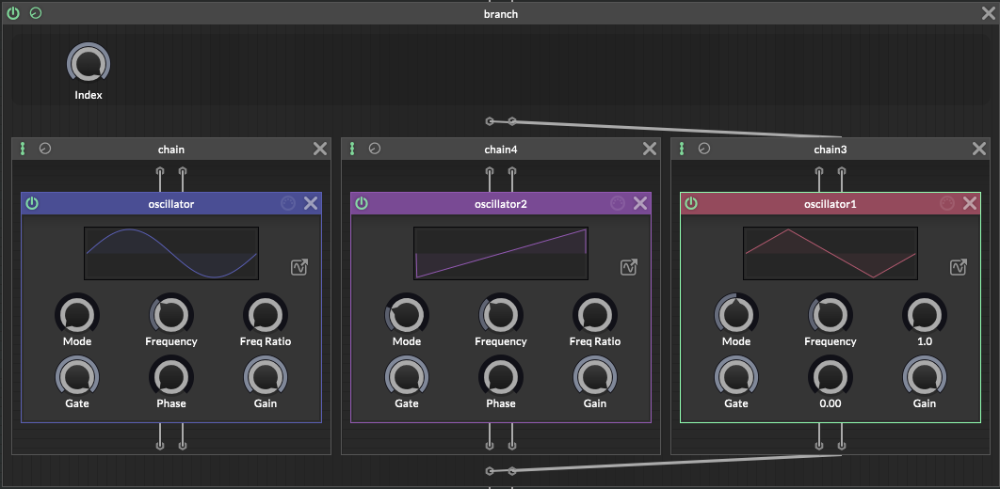 branch
Index
chain
chain4
chain3
oscillator
oscillator2
oscillator1
Mode
Frequency
Freq Ratio
Mode
Frequency
Freq Ratio
Mode
Frequency
1.0
Gate
Phase
Gain
Gate
Phase
Gain
Gate
0.00
Gain